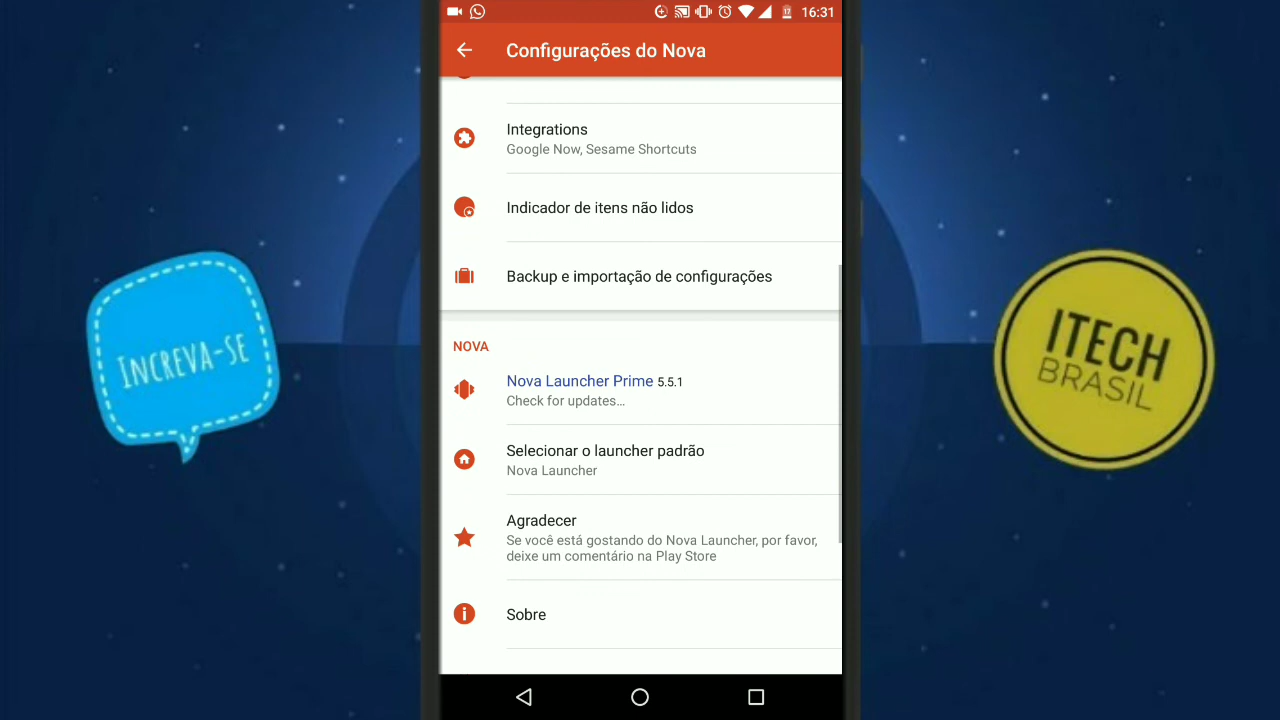 16:31
Configurações do Nova
Integrations
Google Now, Sesame Shortcuts
Indicador de itens não lidos
Backup e importação de configurações
NOVA
Nova Launcher Prime 5.5.1
Check for updates...
Selecionar o launcher padrão
Nova Launcher
Agradecer
Se você está gostando do Nova Launcher, por favor,
deixe um comentário na Play Store
Sobre
INCREVA-SE
ITECH
BRASIL